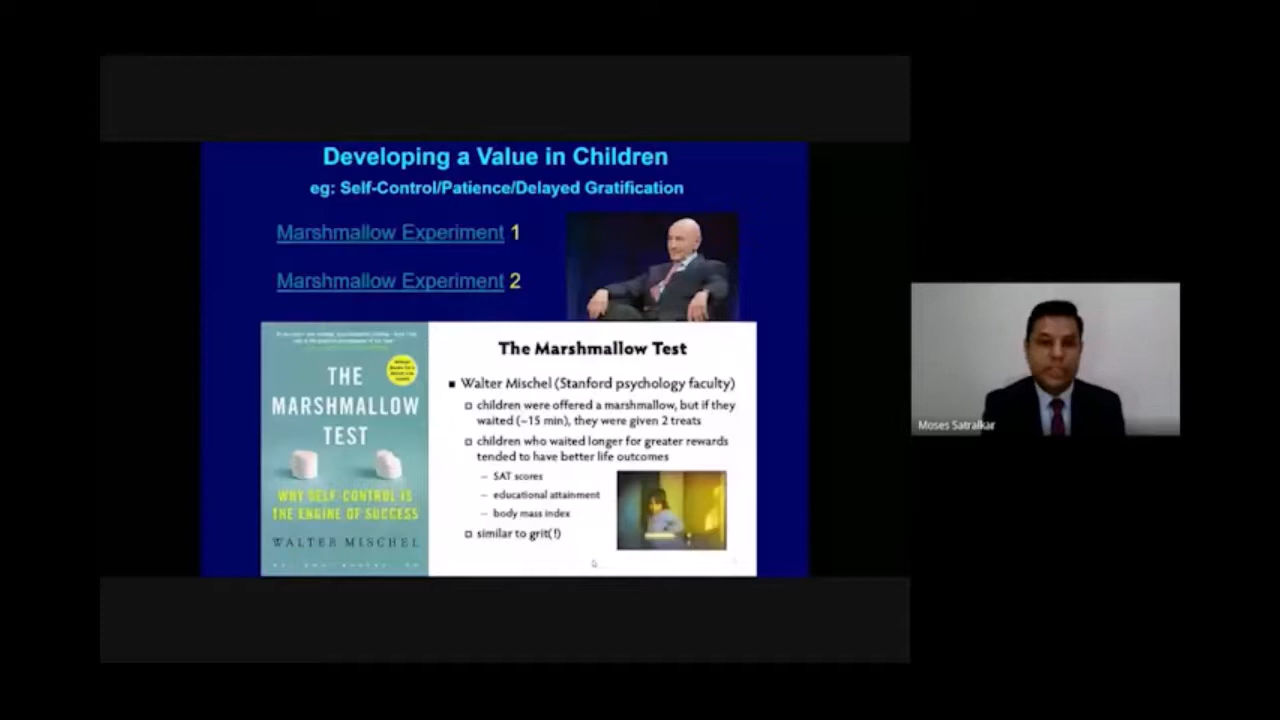 Developing a Value in Children
eg: Self-Control/Patience/Delayed Gratification
Marshmallow Experiment 1
Marshmallow Experiment 2
THE
MARSHMALLOW
TEST
WHY SELF-CONTROL IS
THE ENGINE OF SUCCESS
WALTER MISCHEL
The Marshmallow Test
■ Walter Mischel (Stanford psychology faculty)
□ children were offered a marshmallow, but if they
waited (~15 min), they were given 2 treats
□ children who waited longer for greater rewards
tended to have better life outcomes
– SAT scores
– educational attainment
– body mass index
□ similar to grit(!)
Moses Satralkar